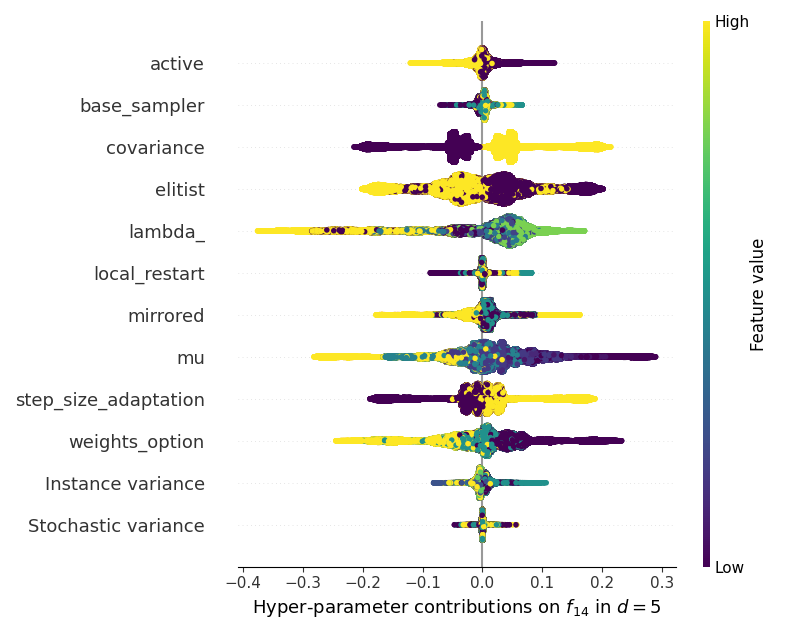 High
active
base_sampler
covariance
elitist
lambda_
local_restart
mirrored
mu
step_size_adaptation
weights_option
Instance variance
Stochastic variance
Feature value
Low
−0.4 −0.3 −0.2 −0.1 0.0 0.1 0.2 0.3
Hyper-parameter contributions on $f_{14}$ in $d = 5$